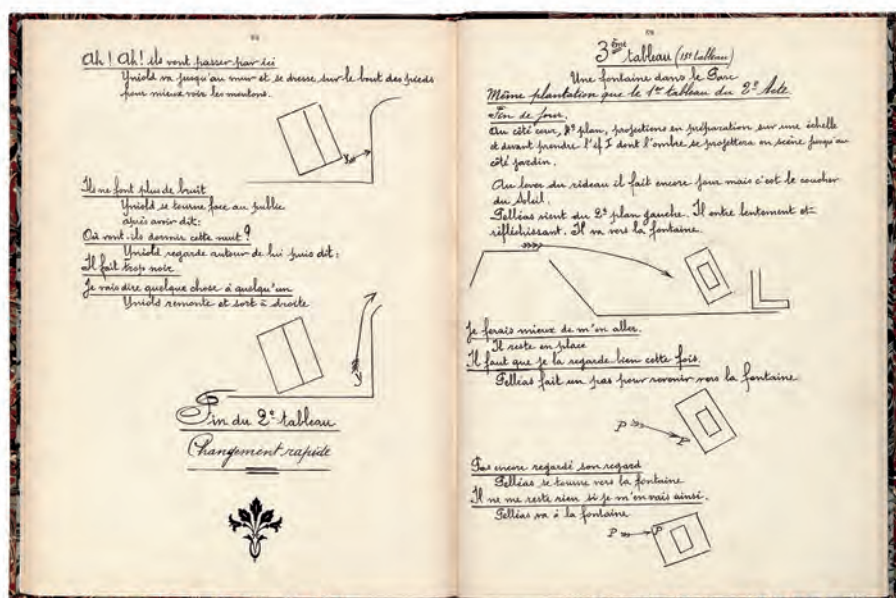 Ah! Ah! ils vont passer par ici
Yniold va jusqu'au mur et se dresse sur le bout des pieds
pour mieux voir les moutons.
Ils ne font plus de bruit
Yniold se tourne face au public
après avoir dit:
Où vont-ils dormir cette nuit?
Yniold regarde autour de lui puis dit:
Il fait trop noir
Je vais dire quelque chose à quelqu'un
Yniold remonte et sort à droite
Y
Fin du 2e tableau
Changement rapide
3ème tableau (13e tableau)
Une fontaine dans le Parc
Même plantation que le 1er tableau du 2e Acte
Fin de jour.
Au côté cour, plan, projections en préparation sur une échelle
et devant prendre l'if I dont l'ombre se projettera en scène jusqu'au
côté jardin.
Au lever du rideau il fait encore jour mais c'est le coucher
du Soleil.
Pelléas vient du 2e plan gauche. Il entre lentement et
réfléchissant. Il va vers la fontaine.
Je ferais mieux de m'en aller.
Il reste en place
Il faut que je la regarde bien cette fois.
Pelléas fait un pas pour revenir vers la fontaine
P P
Pas encore regardé son regard
Pelléas se tourne vers la fontaine
Il ne me reste rien si je m'en vais ainsi.
Pelléas va à la fontaine
P P